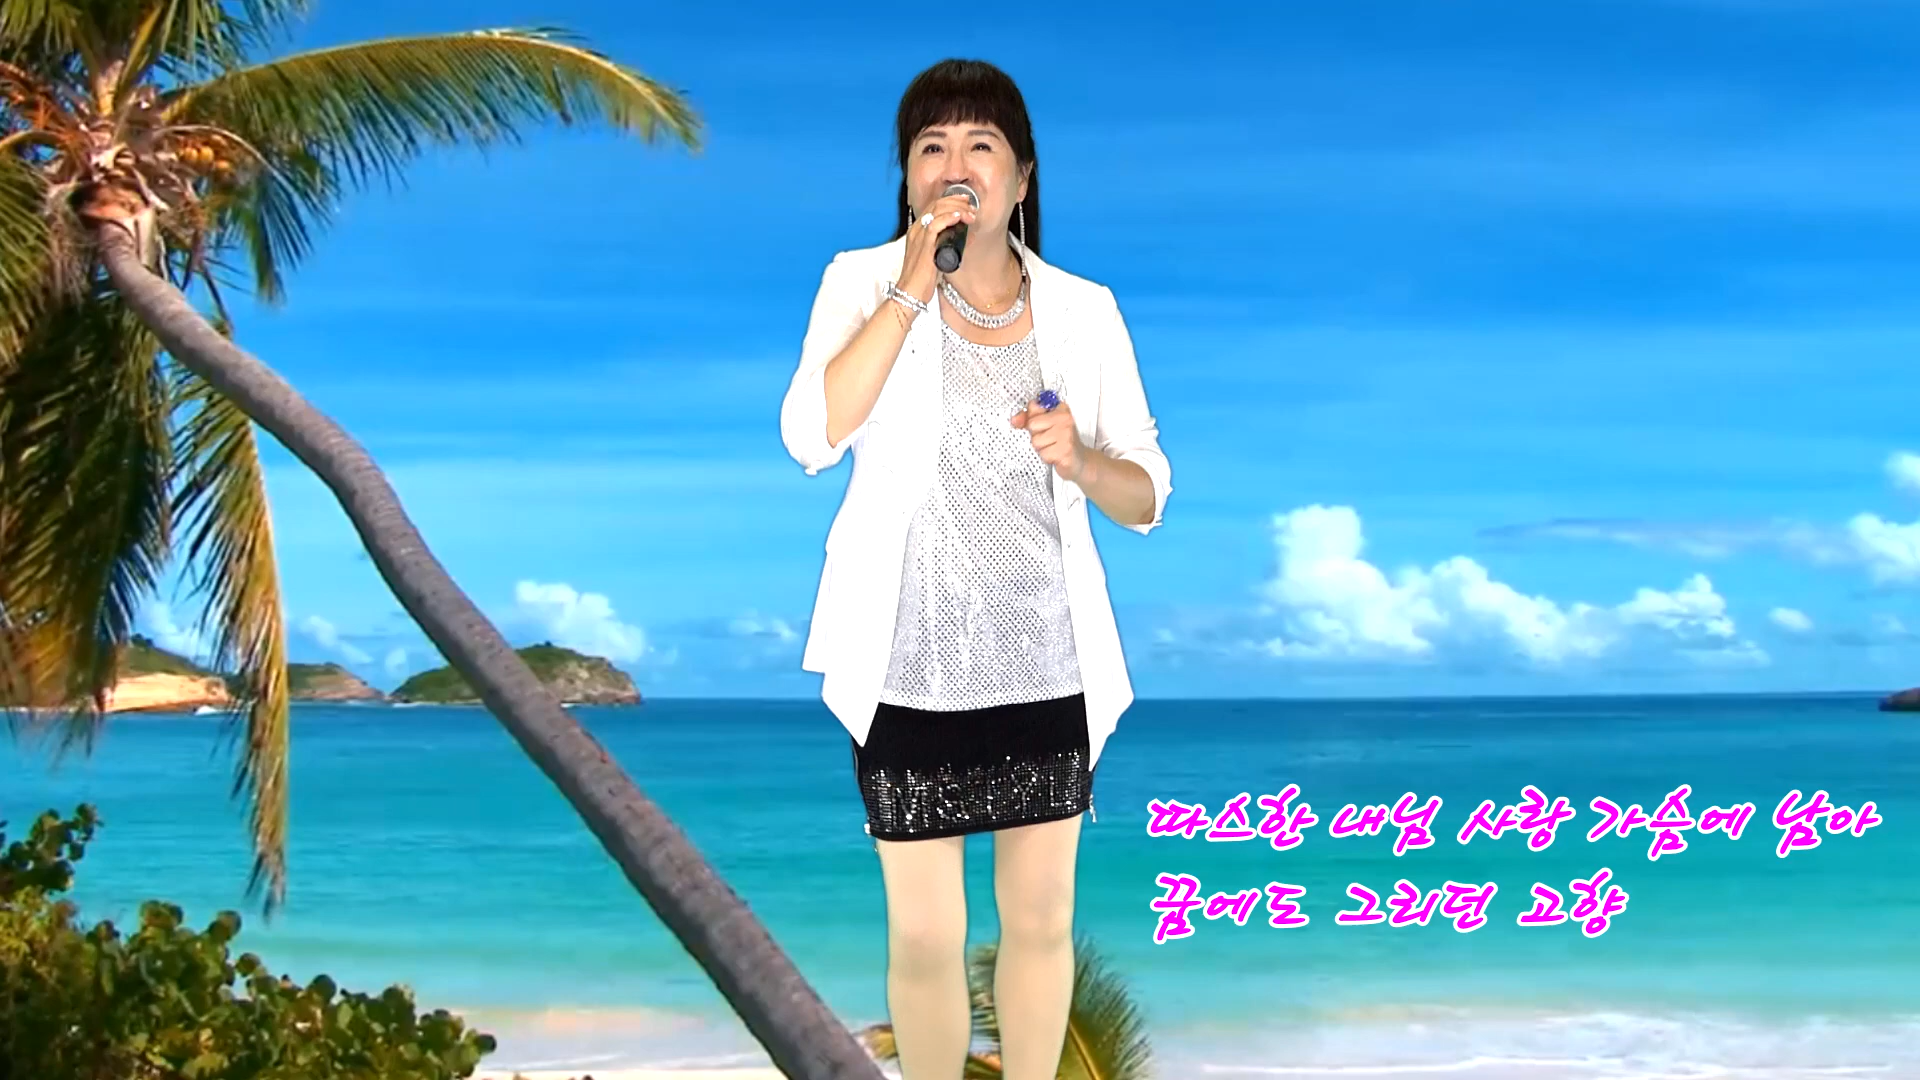 따스한 내님 사랑 가슴에 남아
꿈에도 그리던 고향